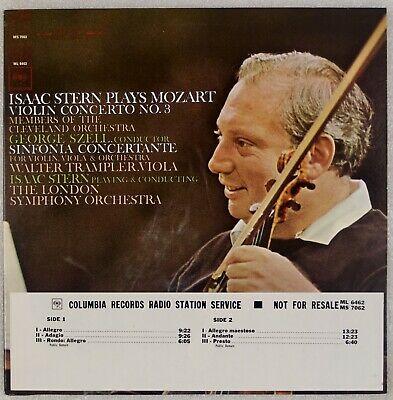 MS 7062
ML 6462
ISAAC STERN PLAYS MOZART
VIOLIN CONCERTO NO. 3
MEMBERS OF THE
CLEVELAND ORCHESTRA
GEORGE SZELL, CONDUCTOR
SINFONIA CONCERTANTE
FOR VIOLIN, VIOLA & ORCHESTRA
WALTER TRAMPLER, VIOLA
ISAAC STERN PLAYING & CONDUCTING
THE LONDON
SYMPHONY ORCHESTRA
COLUMBIA RECORDS RADIO STATION SERVICE NOT FOR RESALE ML 6462
MS 7062
SIDE 1
I - Allegro 9:22
II - Adagio 9:26
III - Rondo: Allegro 6:05
Public Domain
SIDE 2
I - Allegro maestoso 13:23
II - Andante 12:23
III - Presto 6:40
Public Domain